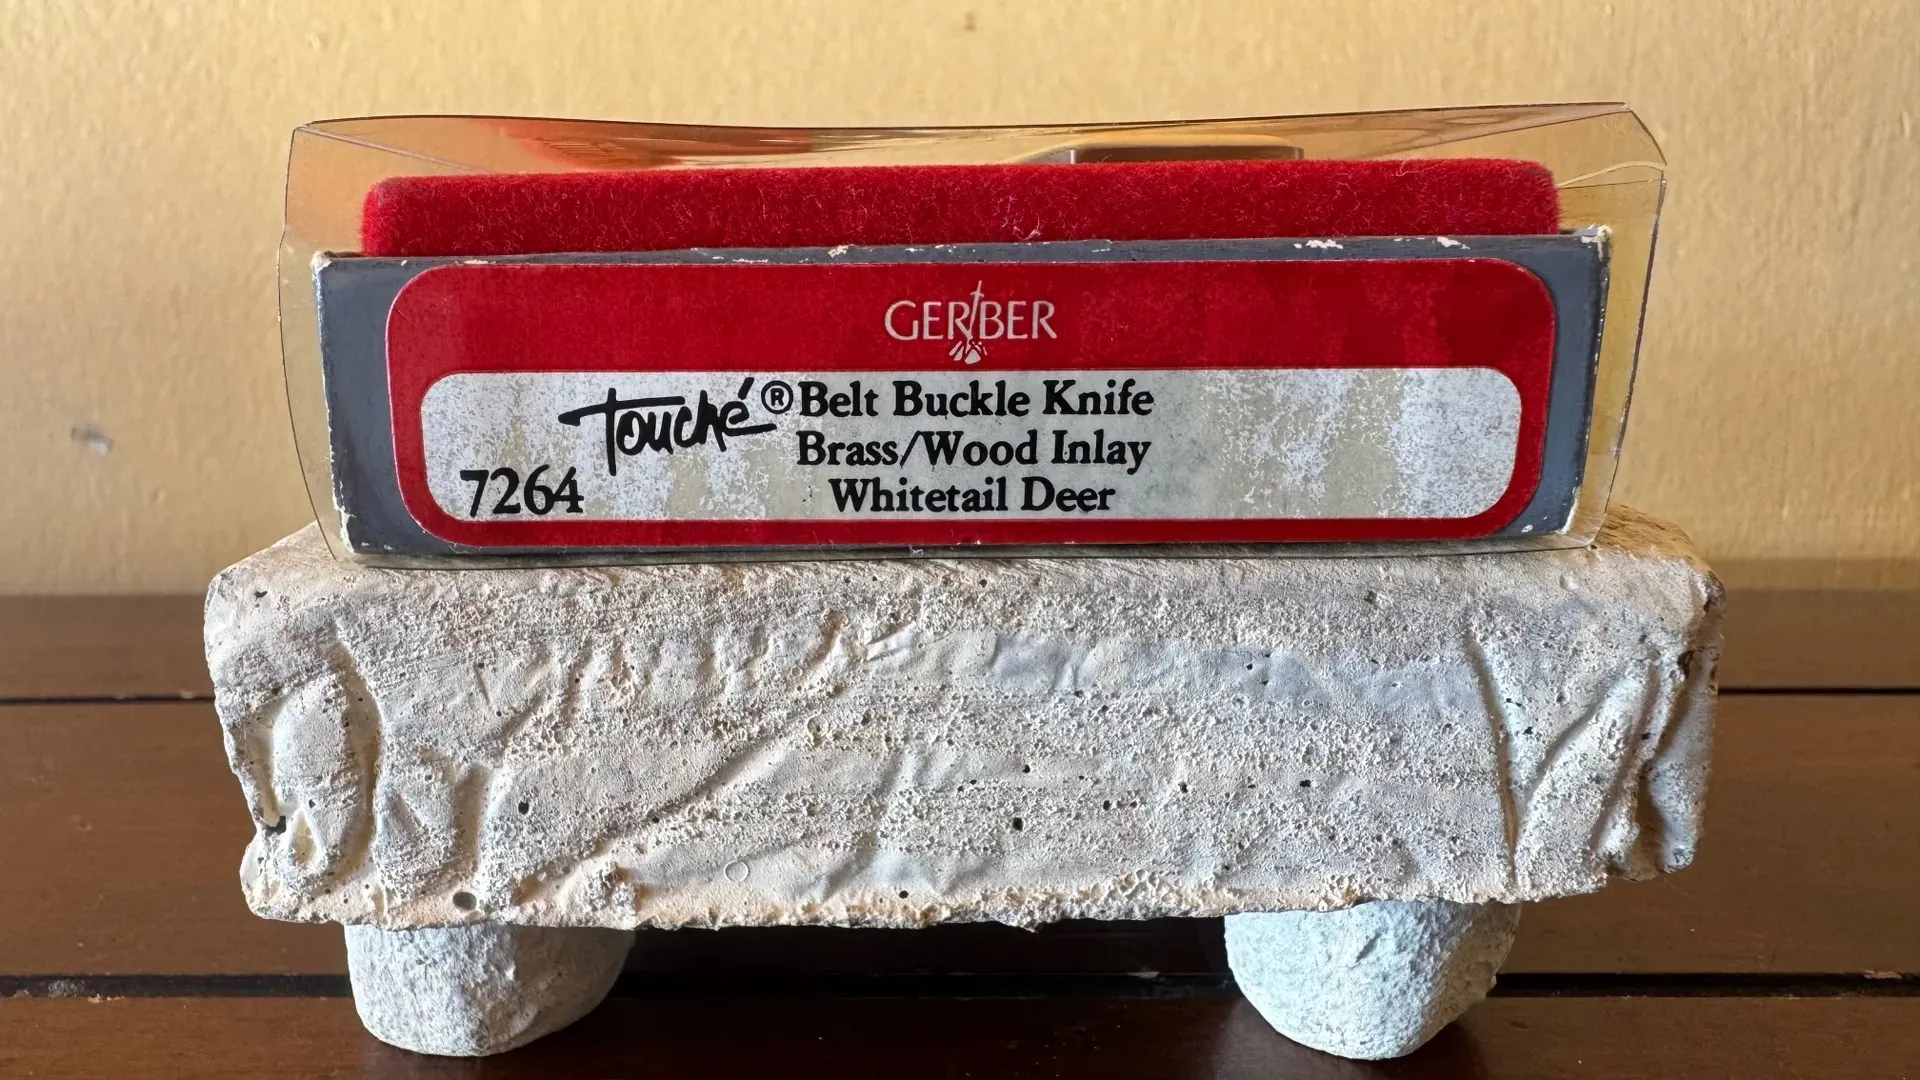 GERBER
Touché® Belt Buckle Knife
Brass/Wood Inlay
7264 Whitetail Deer